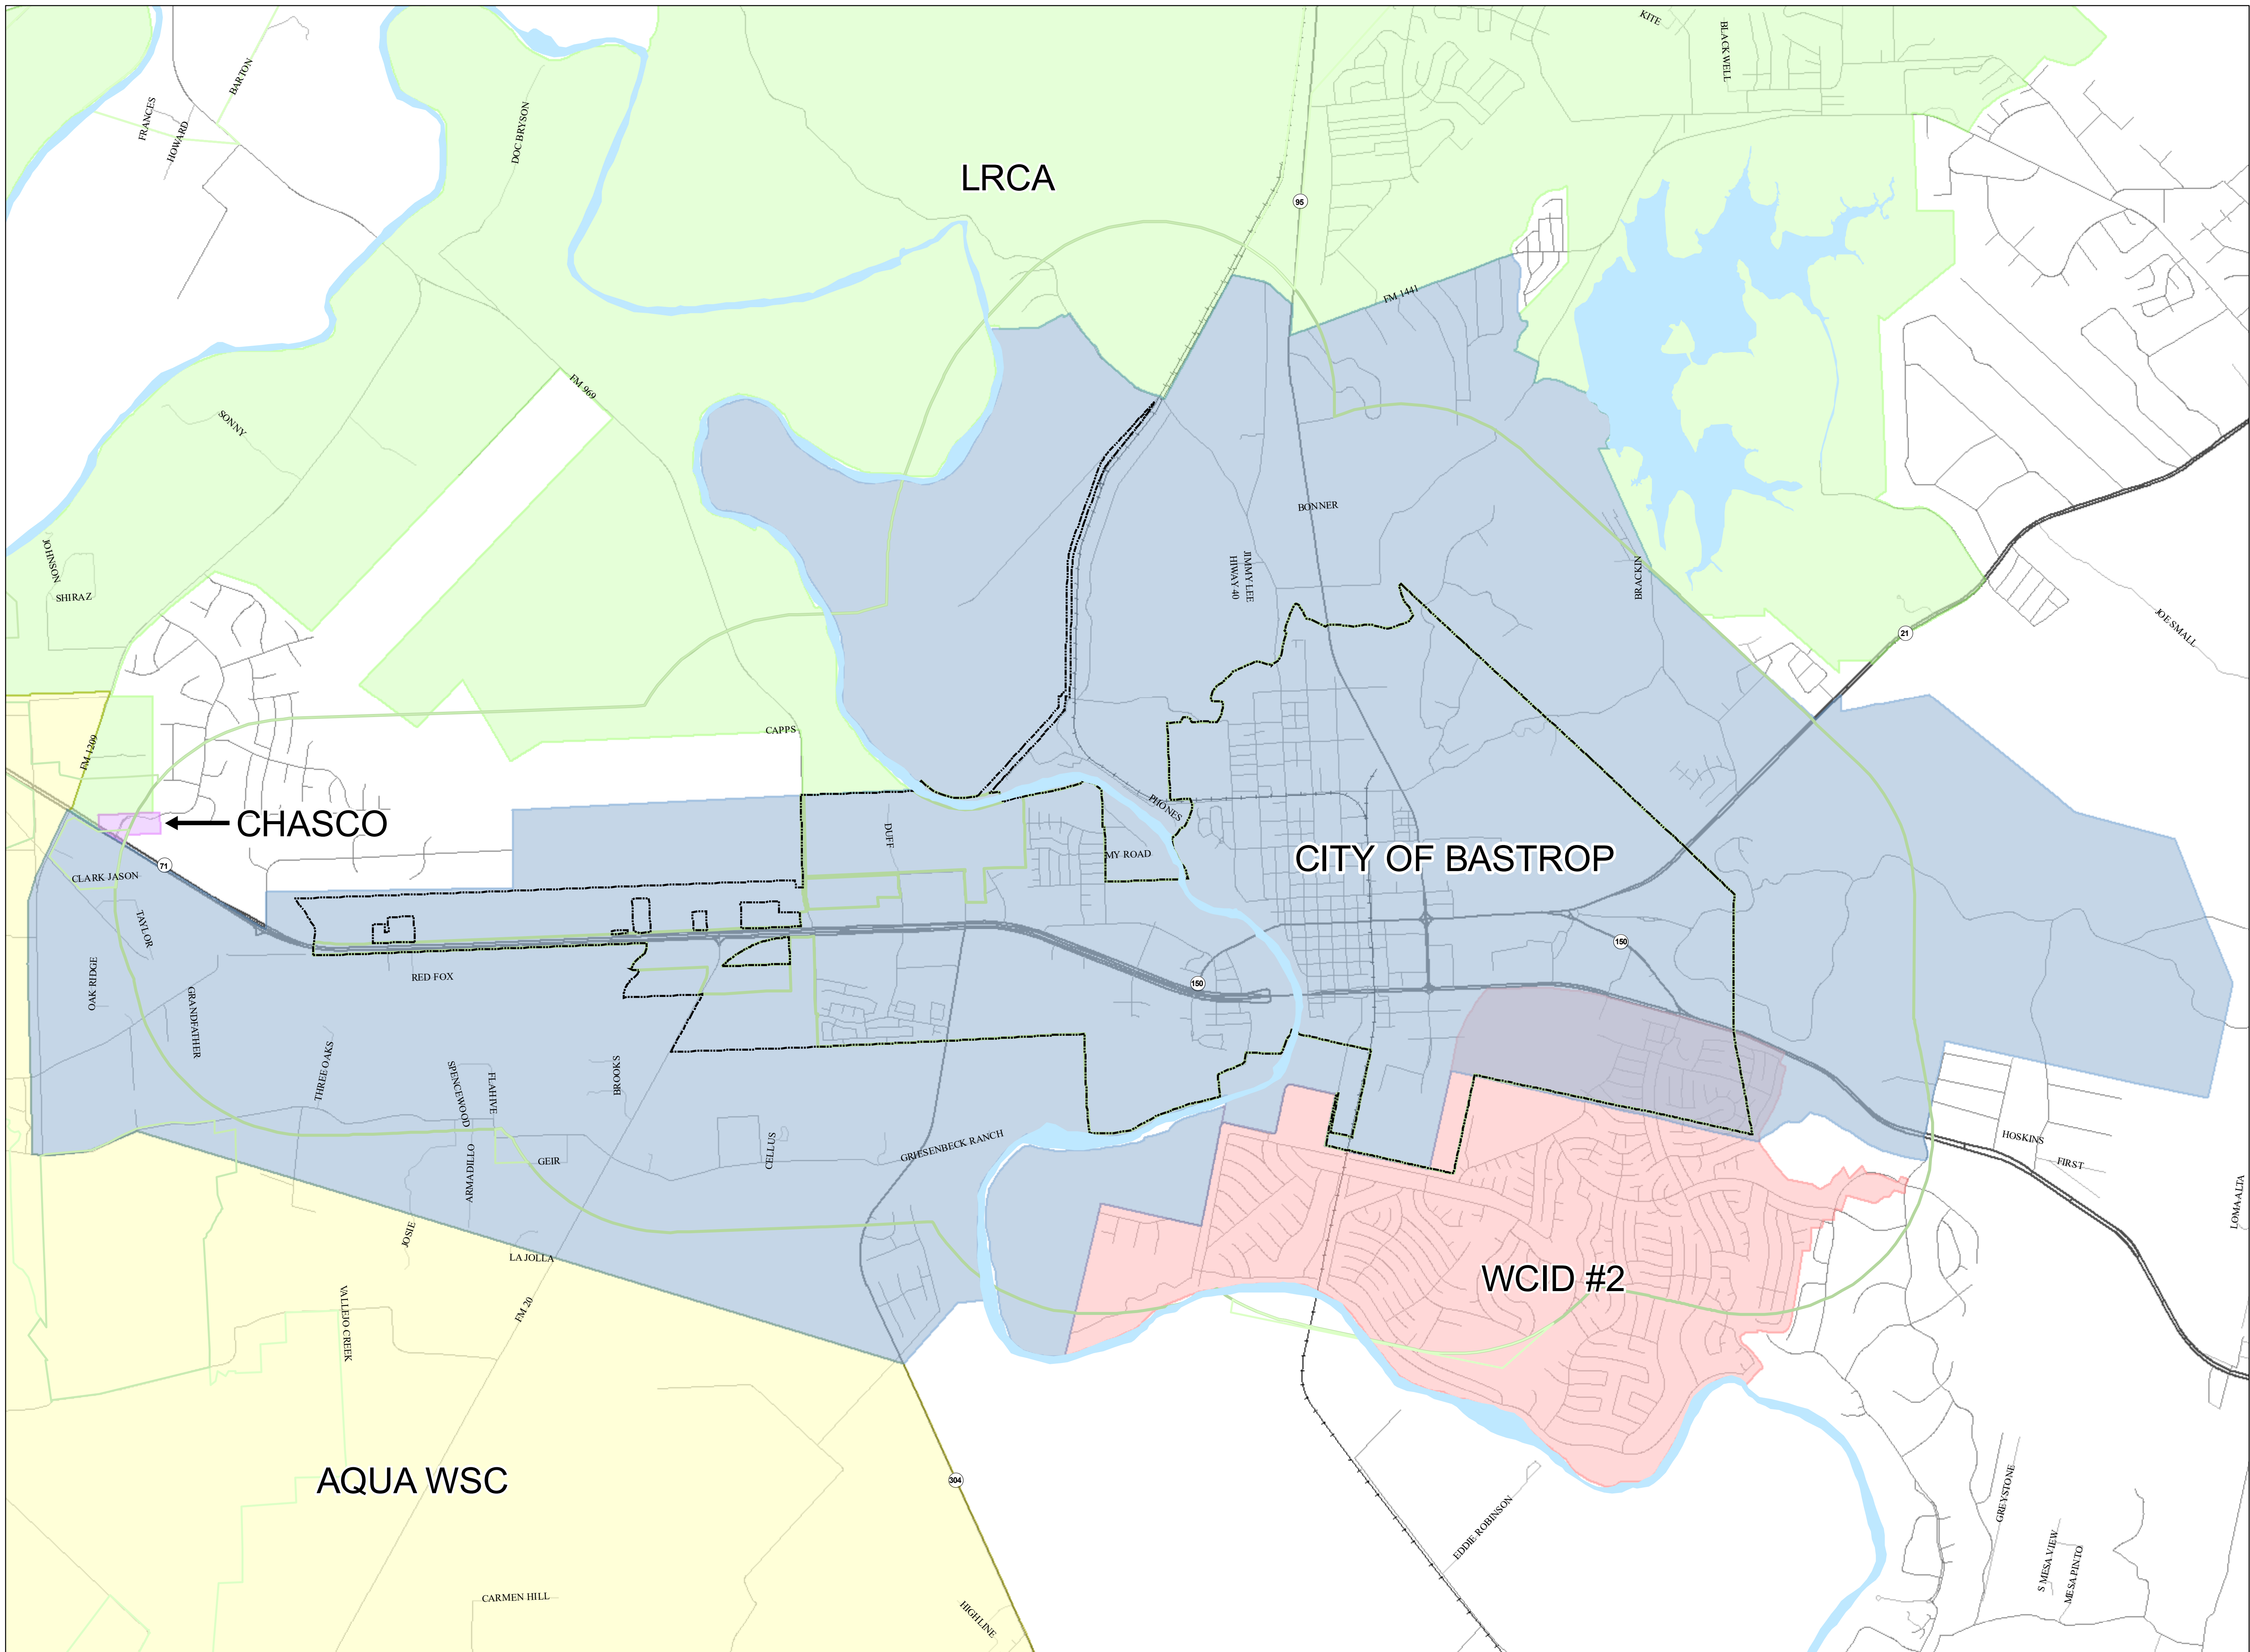 KITE
BLACKWELL
BARTON
FRANCES
HOWARD
DOC BRYSON
LRCA
95
FM 1441
FM 969
SONNY
BONNER
JOHNSON
SHIRAZ
JIMMY LEE
HIWAY 40
BRACKIN
21
JOE SMALL
CAPPS
FM 1209
PHONES
CHASCO
DUFF
MY ROAD
CITY OF BASTROP
71
CLARK JASON
TAYLOR
150
RED FOX
OAK RIDGE
150
GRANDFATHER
THREE OAKS
SPENCEWOOD
FLAHIVE
BROOKS
CELLUS
GRIESENBECK RANCH
HOSKINS
FIRST
GEIR
ARMADILLO
LOMA ALTA
JOSIE
LA JOLLA
WCID #2
VALLEJO CREEK
FM 20
AQUA WSC
304
EDDIE ROBINSON
GREYSTONE
S MESA VIEW
MESA PINTO
CARMEN HILL
HIGHLINE